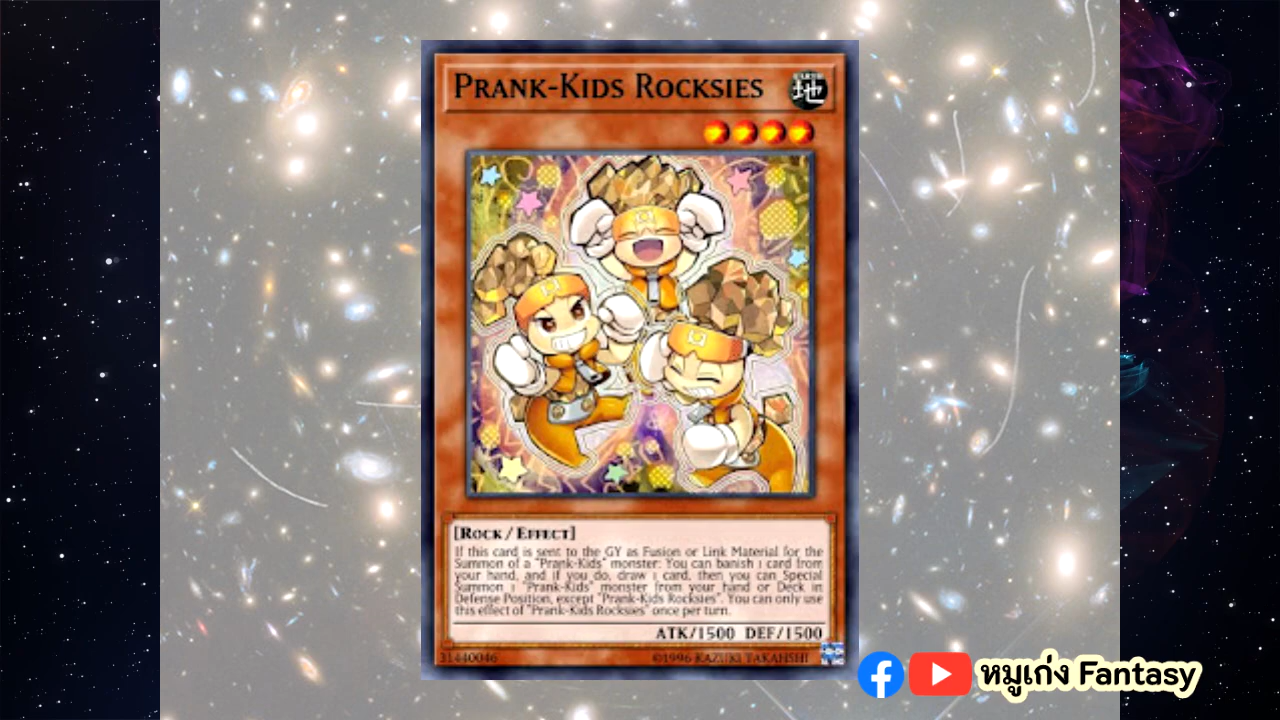 PRANK-KIDS ROCKSIES
EARTH
地
[ROCK / EFFECT]
If this card is sent to the GY as Fusion or Link Material for the
Summon of a "Prank-Kids" monster: You can banish 1 card from
your hand, and if you do, draw 1 card, then you can Special
Summon 1 "Prank-Kids" monster from your hand or Deck in
Defense Position, except "Prank-Kids Rocksies". You can only use
this effect of "Prank-Kids Rocksies" once per turn.
ATK/1500 DEF/1500
31440046
©1996 KAZUKI TAKAHSHI
หมูเก่ง Fantasy